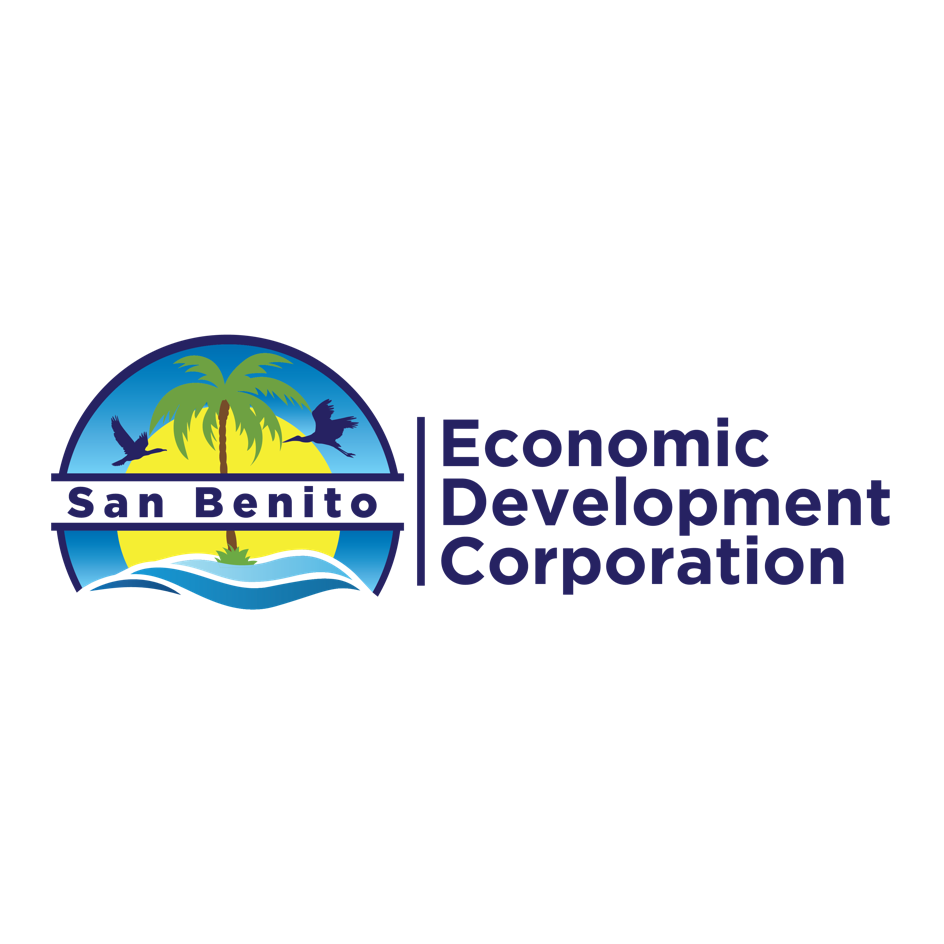 San Benito
Economic
Development
Corporation